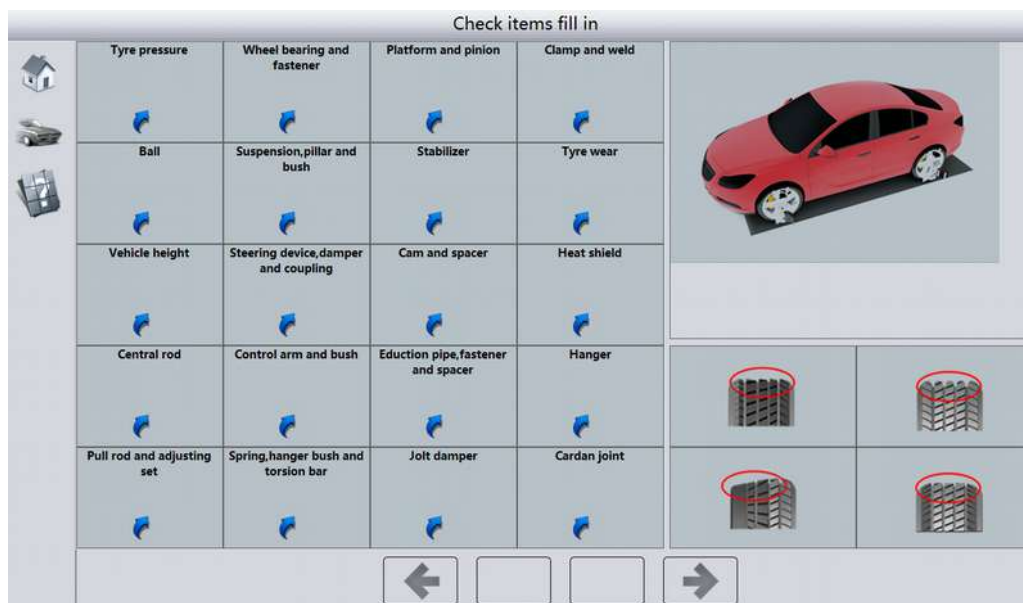 Check items fill in
Tyre pressure
Wheel bearing and
fastener
Platform and pinion
Clamp and weld
Ball
Suspension,pillar and
bush
Stabilizer
Tyre wear
Vehicle height
Steering device,damper
and coupling
Cam and spacer
Heat shield
Central rod
Control arm and bush
Eduction pipe,fastener
and spacer
Hanger
Pull rod and adjusting
set
Spring,hanger bush and
torsion bar
Jolt damper
Cardan joint